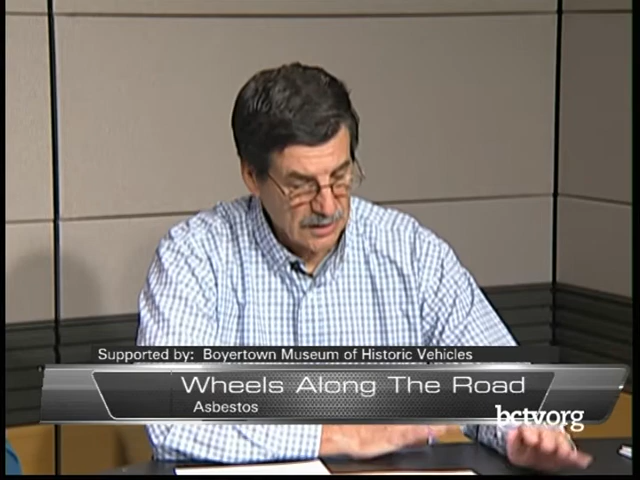 Supported by: Boyertown Museum of Historic Vehicles
Wheels Along The Road
Asbestos
bctv.org